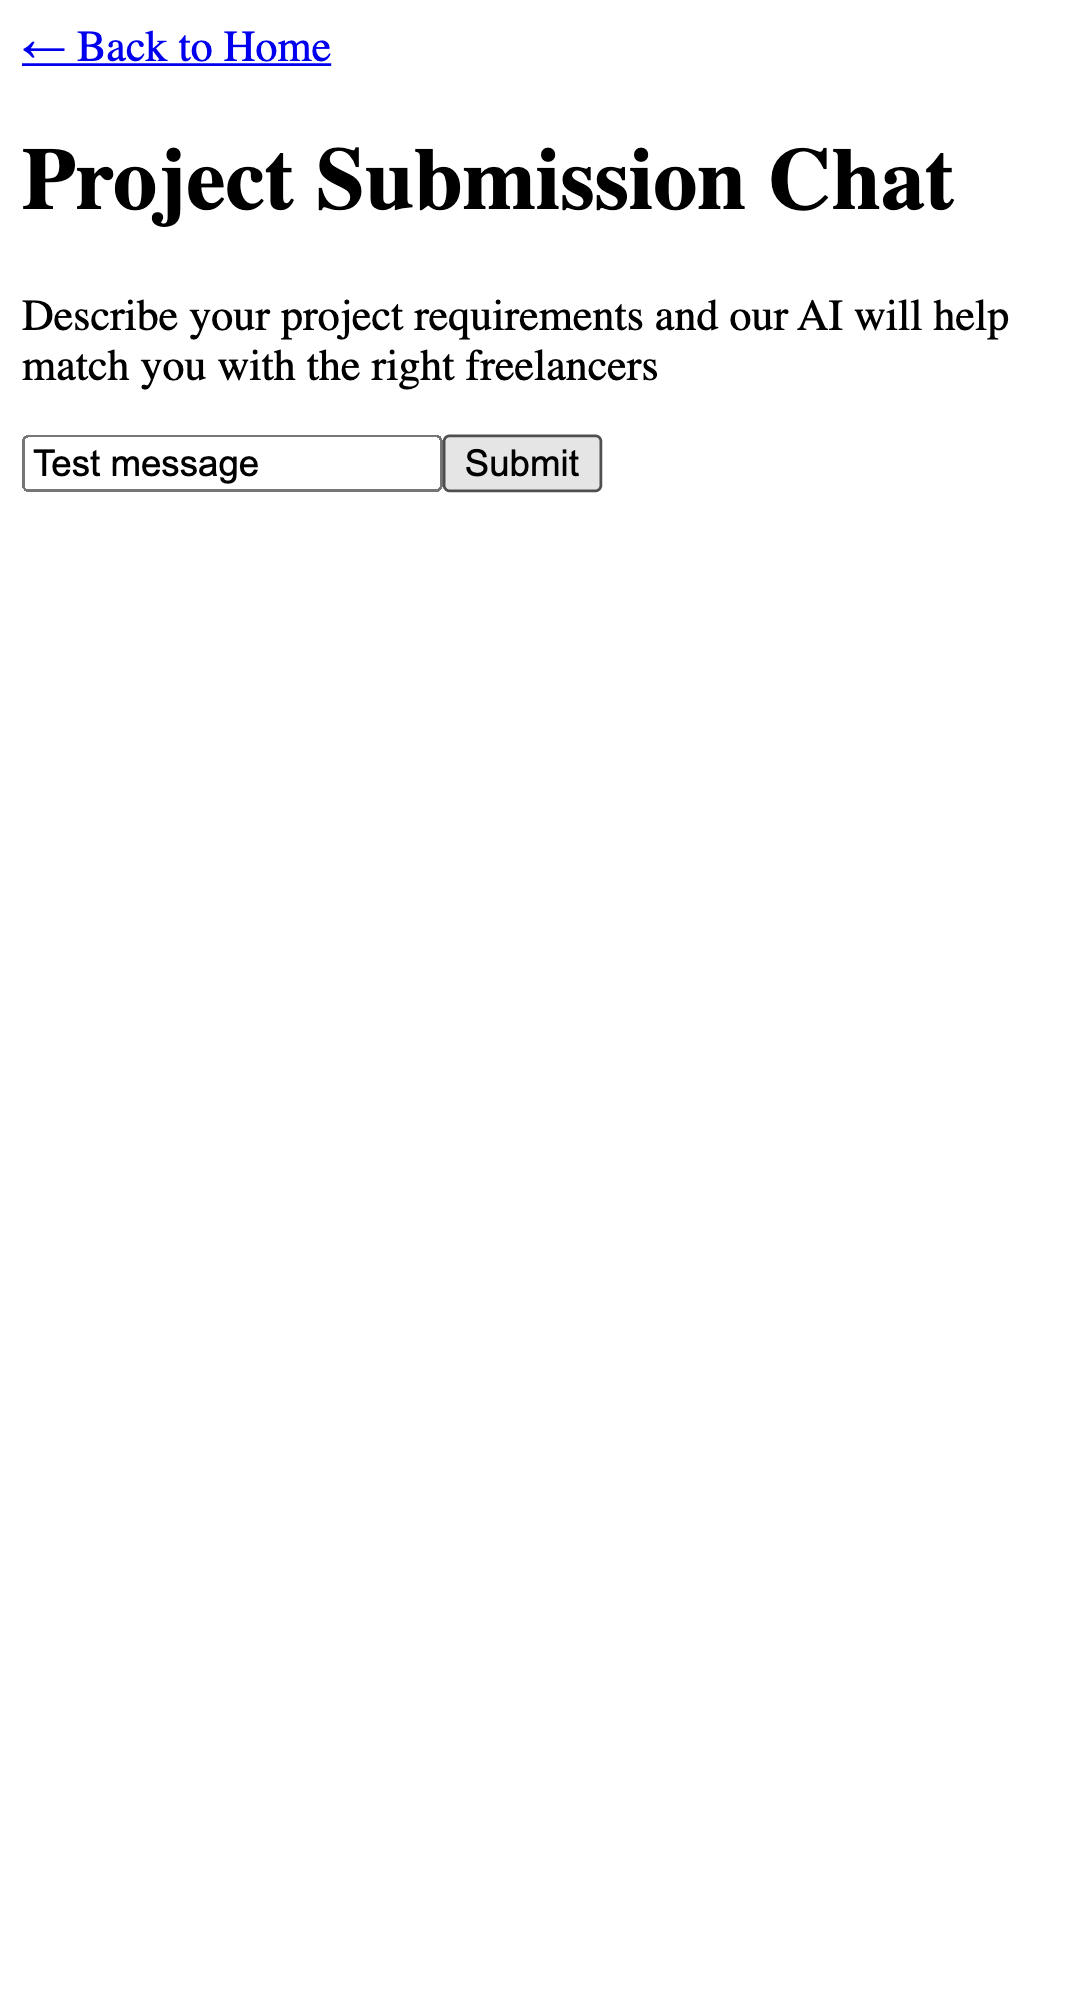 ← Back to Home
Project Submission Chat
Describe your project requirements and our AI will help
match you with the right freelancers
Test message
Submit